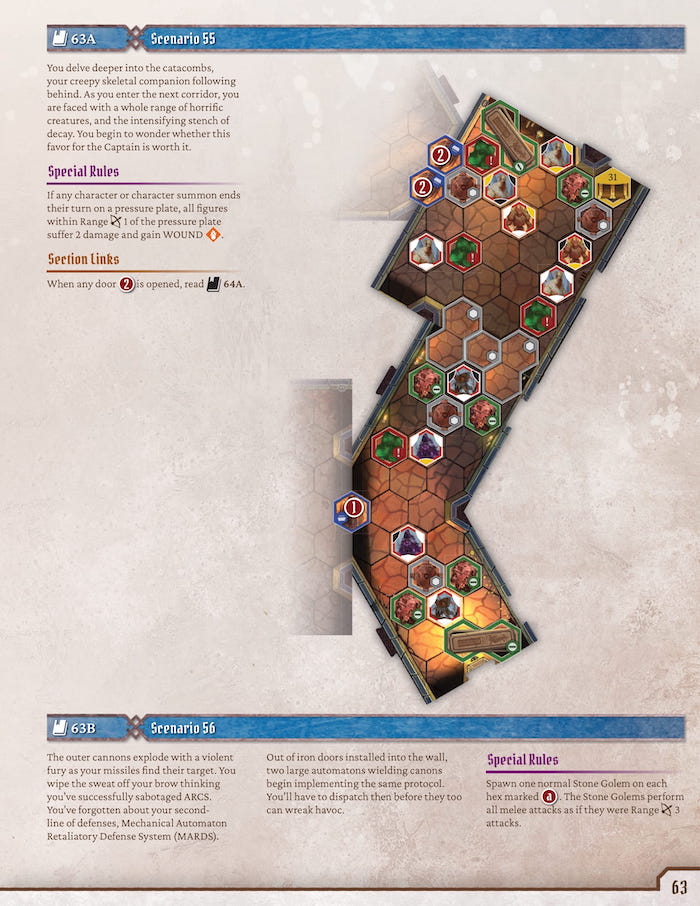 63A Scenario 55
You delve deeper into the catacombs,
your creepy skeletal companion following
behind. As you enter the next corridor, you
are faced with a whole range of horrific
creatures, and the intensifying stench of
decay. You begin to wonder whether this
favor for the Captain is worth it.
Special Rules
If any character or character summon ends
their turn on a pressure plate, all figures
within Range 1 of the pressure plate
suffer 2 damage and gain WOUND .
Section Links
When any door 2 is opened, read 64A.
2
2
31
!
!
!
!
1
63B Scenario 56
The outer cannons explode with a violent
fury as your missiles find their target. You
wipe the sweat off your brow thinking
you've successfully sabotaged ARCS.
You've forgotten about your second-
line of defenses, Mechanical Automaton
Retaliatory Defense System (MARDS).
Out of iron doors installed into the wall,
two large automatons wielding canons
begin implementing the same protocol.
You'll have to dispatch then before they too
can wreak havoc.
Special Rules
Spawn one normal Stone Golem on each
hex marked a . The Stone Golems perform
all melee attacks as if they were Range 3
attacks.
63